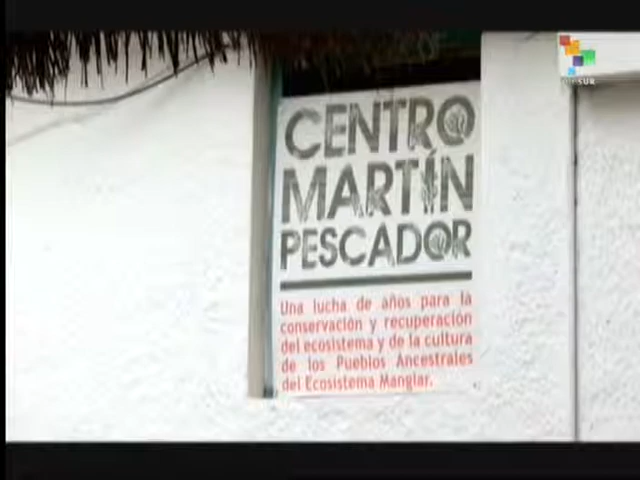 CENTRO
MARTÍN
PESCADOR
Una lucha de años para la
conservación y recuperación
del ecosistema y de la cultura
de los Pueblos Ancestrales
del Ecosistema Manglar.